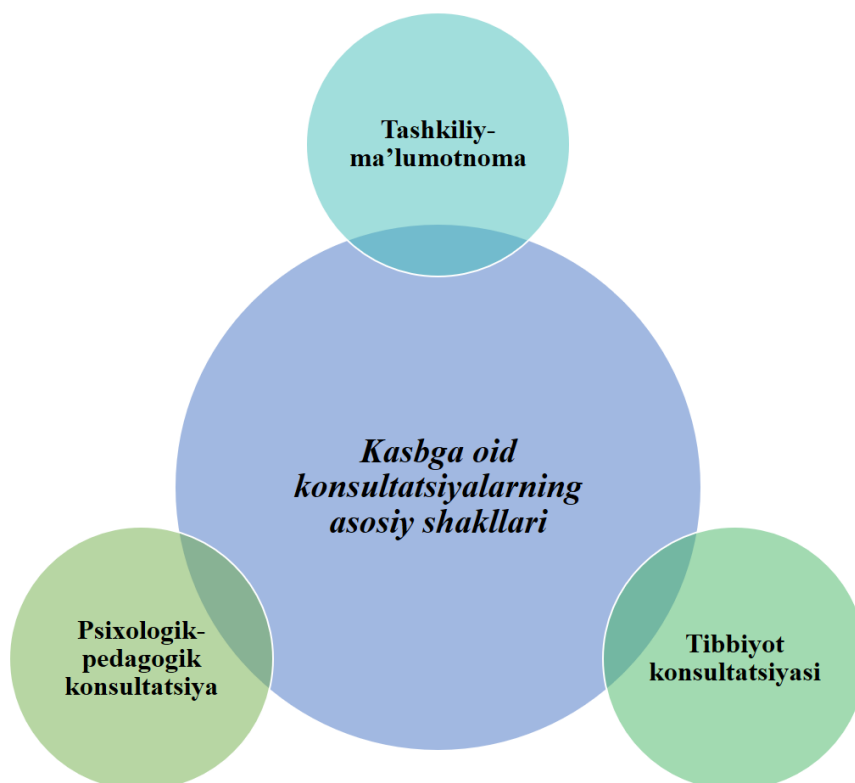 Tashkiliy-
ma’lumotnoma
Kasbga oid
konsultatsiyalarning
asosiy shakllari
Psixologik-
pedagogik
konsultatsiya
Tibbiyot
konsultatsiyasi